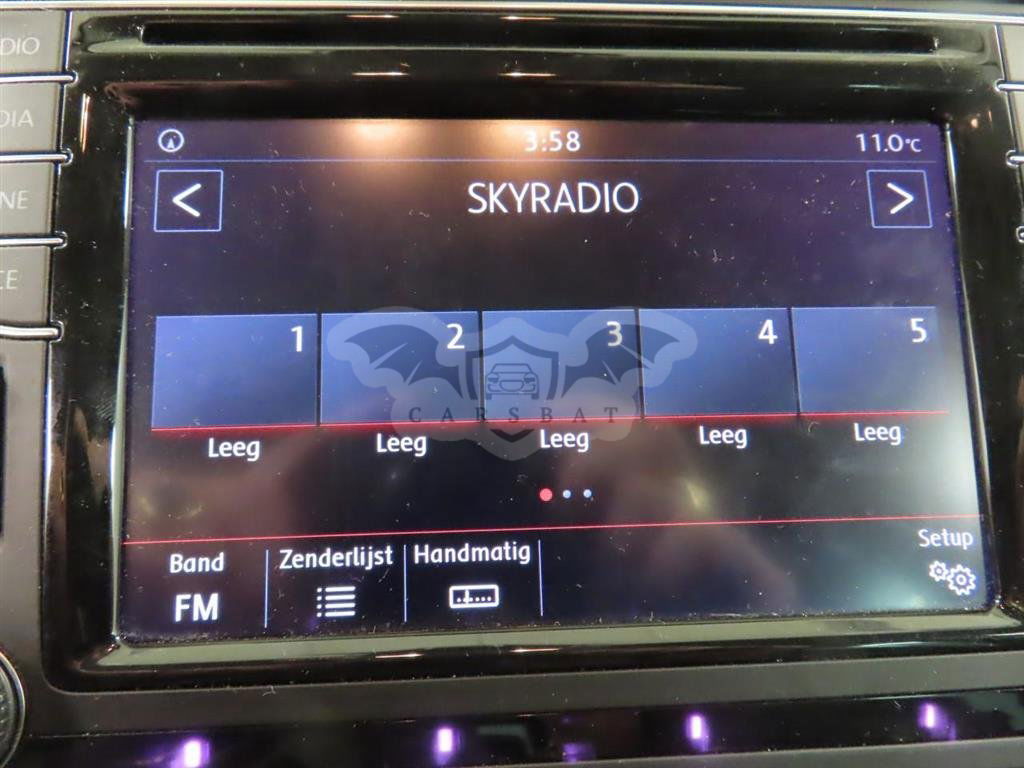 DIO
DIA
NE
CE
3:58 11.0°C
< SKYRADIO >
1 2 3 4 5
CARSBAT
Leeg Leeg Leeg Leeg Leeg
Setup
Band Zenderlijst Handmatig
FM